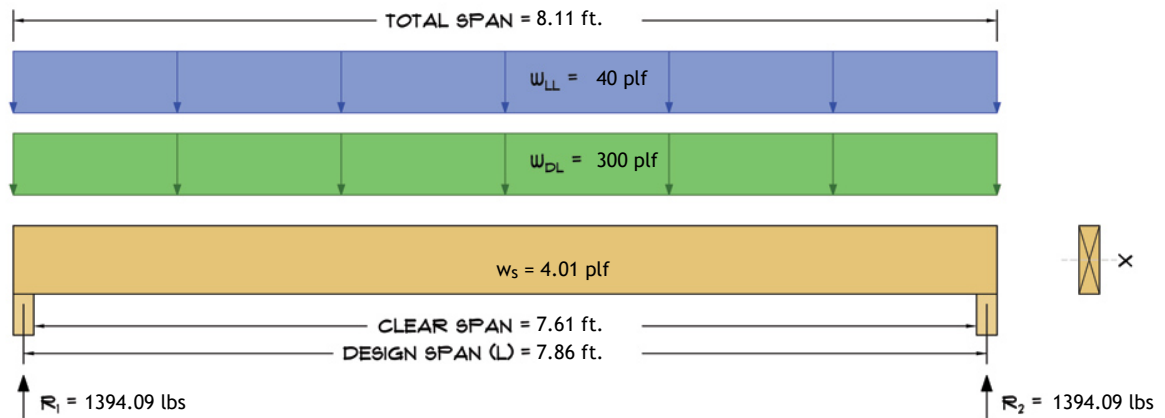 TOTAL SPAN = 8.11 ft.
WLL = 40 plf
WDL = 300 plf
ws = 4.01 plf
X
CLEAR SPAN = 7.61 ft.
DESIGN SPAN (L) = 7.86 ft.
R1 = 1394.09 lbs
R2 = 1394.09 lbs